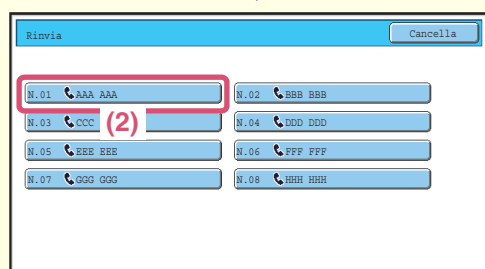 Rinvia Cancella
N.01 AAA AAA N.02 BBB BBB
N.03 CCC (2) N.04 DDD DDD
N.05 EEE EEE N.06 FFF FFF
N.07 GGG GGG N.08 HHH HHH